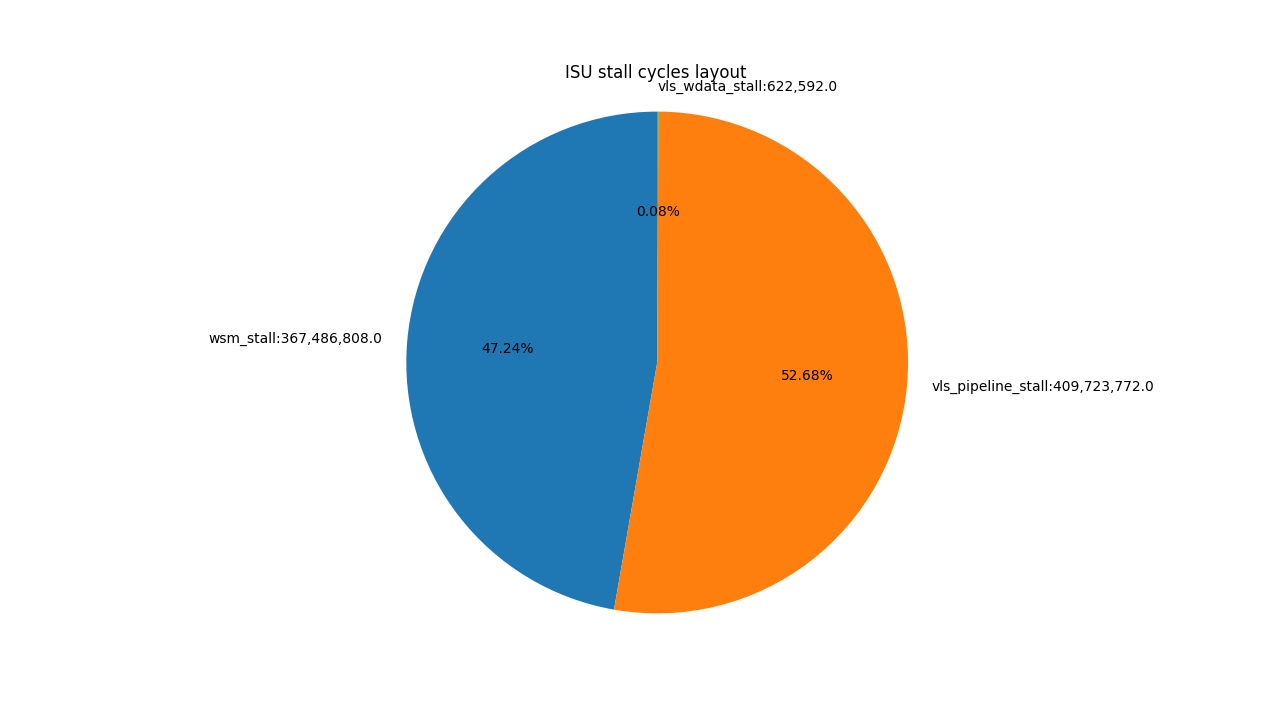 ISU stall cycles layout
vls_wdata_stall:622,592.0
0.08%
wsm_stall:367,486,808.0
47.24%
52.68%
vls_pipeline_stall:409,723,772.0